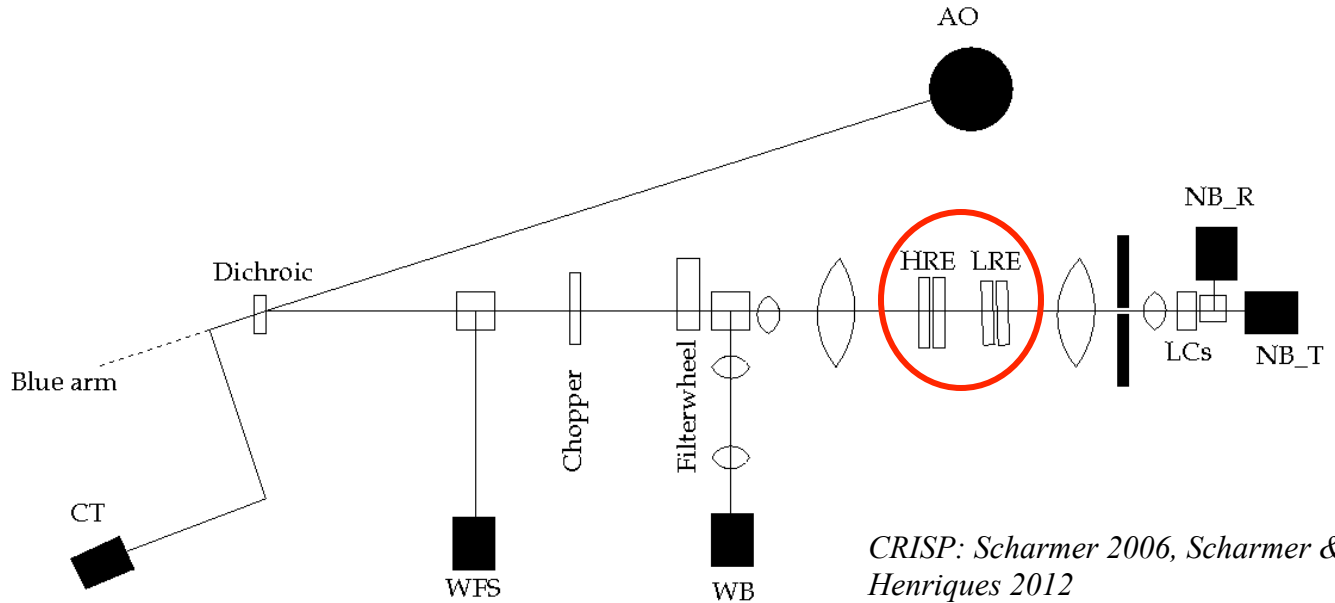 AO
NB_R
HRE
LRE
Dichroic
LCs
NB_T
Blue arm
Chopper
Filterwheel
CT
WFS
WB
CRISP: Scharmer 2006, Scharmer &
Henriques 2012